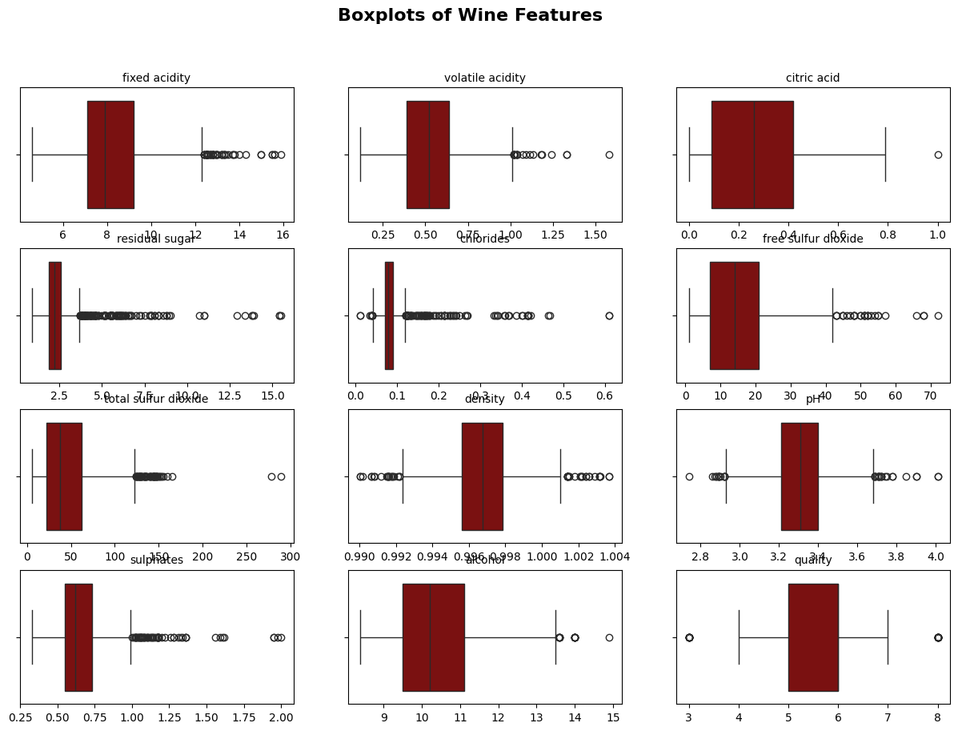 Boxplots of Wine Features
fixed acidity
volatile acidity
citric acid
6 8 10 12 14 16
0.25 0.50 0.75 1.00 1.25 1.50
0.0 0.2 0.4 0.6 0.8 1.0
residual sugar
chlorides
free sulfur dioxide
2.5 5.0 7.5 10.0 12.5 15.0
0.0 0.1 0.2 0.3 0.4 0.5 0.6
0 10 20 30 40 50 60 70
total sulfur dioxide
density
pH
0 50 100 150 200 250 300
0.990 0.992 0.994 0.996 0.998 1.000 1.002 1.004
2.8 3.0 3.2 3.4 3.6 3.8 4.0
sulphates
alcohol
quality
0.25 0.50 0.75 1.00 1.25 1.50 1.75 2.00
9 10 11 12 13 14 15
3 4 5 6 7 8